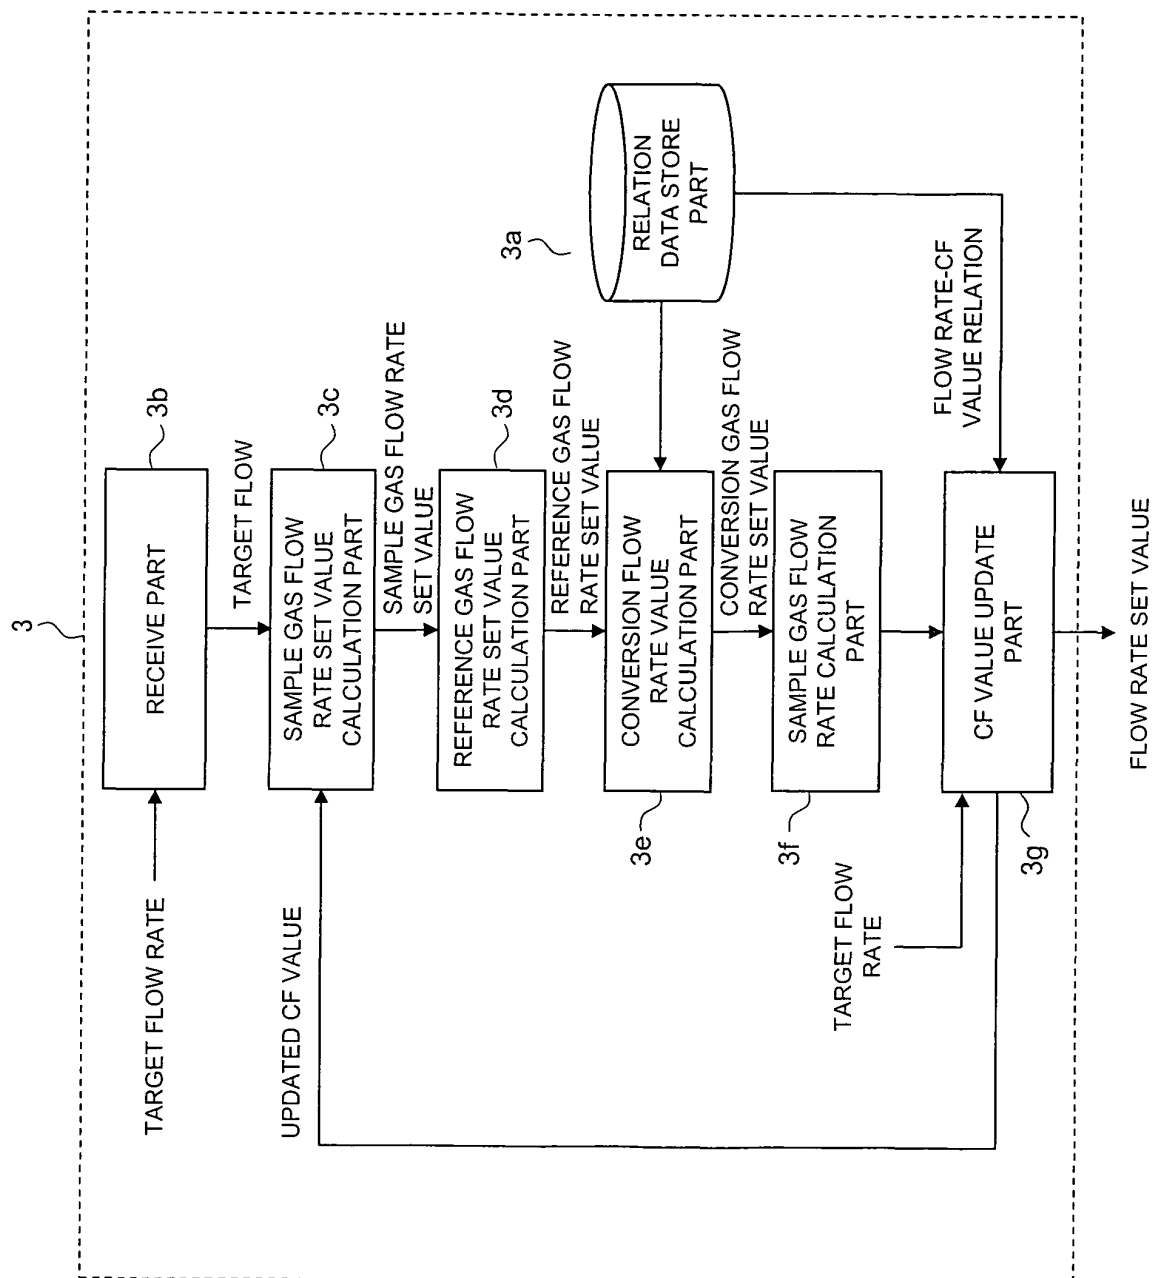 3
TARGET FLOW RATE
RECEIVE PART
3b
TARGET FLOW
UPDATED CF VALUE
SAMPLE GAS FLOW
RATE SET VALUE
CALCULATION PART
3c
SAMPLE GAS FLOW RATE
SET VALUE
REFERENCE GAS FLOW
RATE SET VALUE
CALCULATION PART
3d
REFERENCE GAS FLOW
RATE SET VALUE
3a
RELATION
DATA STORE
PART
3e
CONVERSION FLOW
RATE VALUE
CALCULATION PART
CONVERSION GAS FLOW
RATE SET VALUE
3f
SAMPLE GAS FLOW
RATE CALCULATION
PART
TARGET FLOW
RATE
FLOW RATE-CF
VALUE RELATION
3g
CF VALUE UPDATE
PART
FLOW RATE SET VALUE